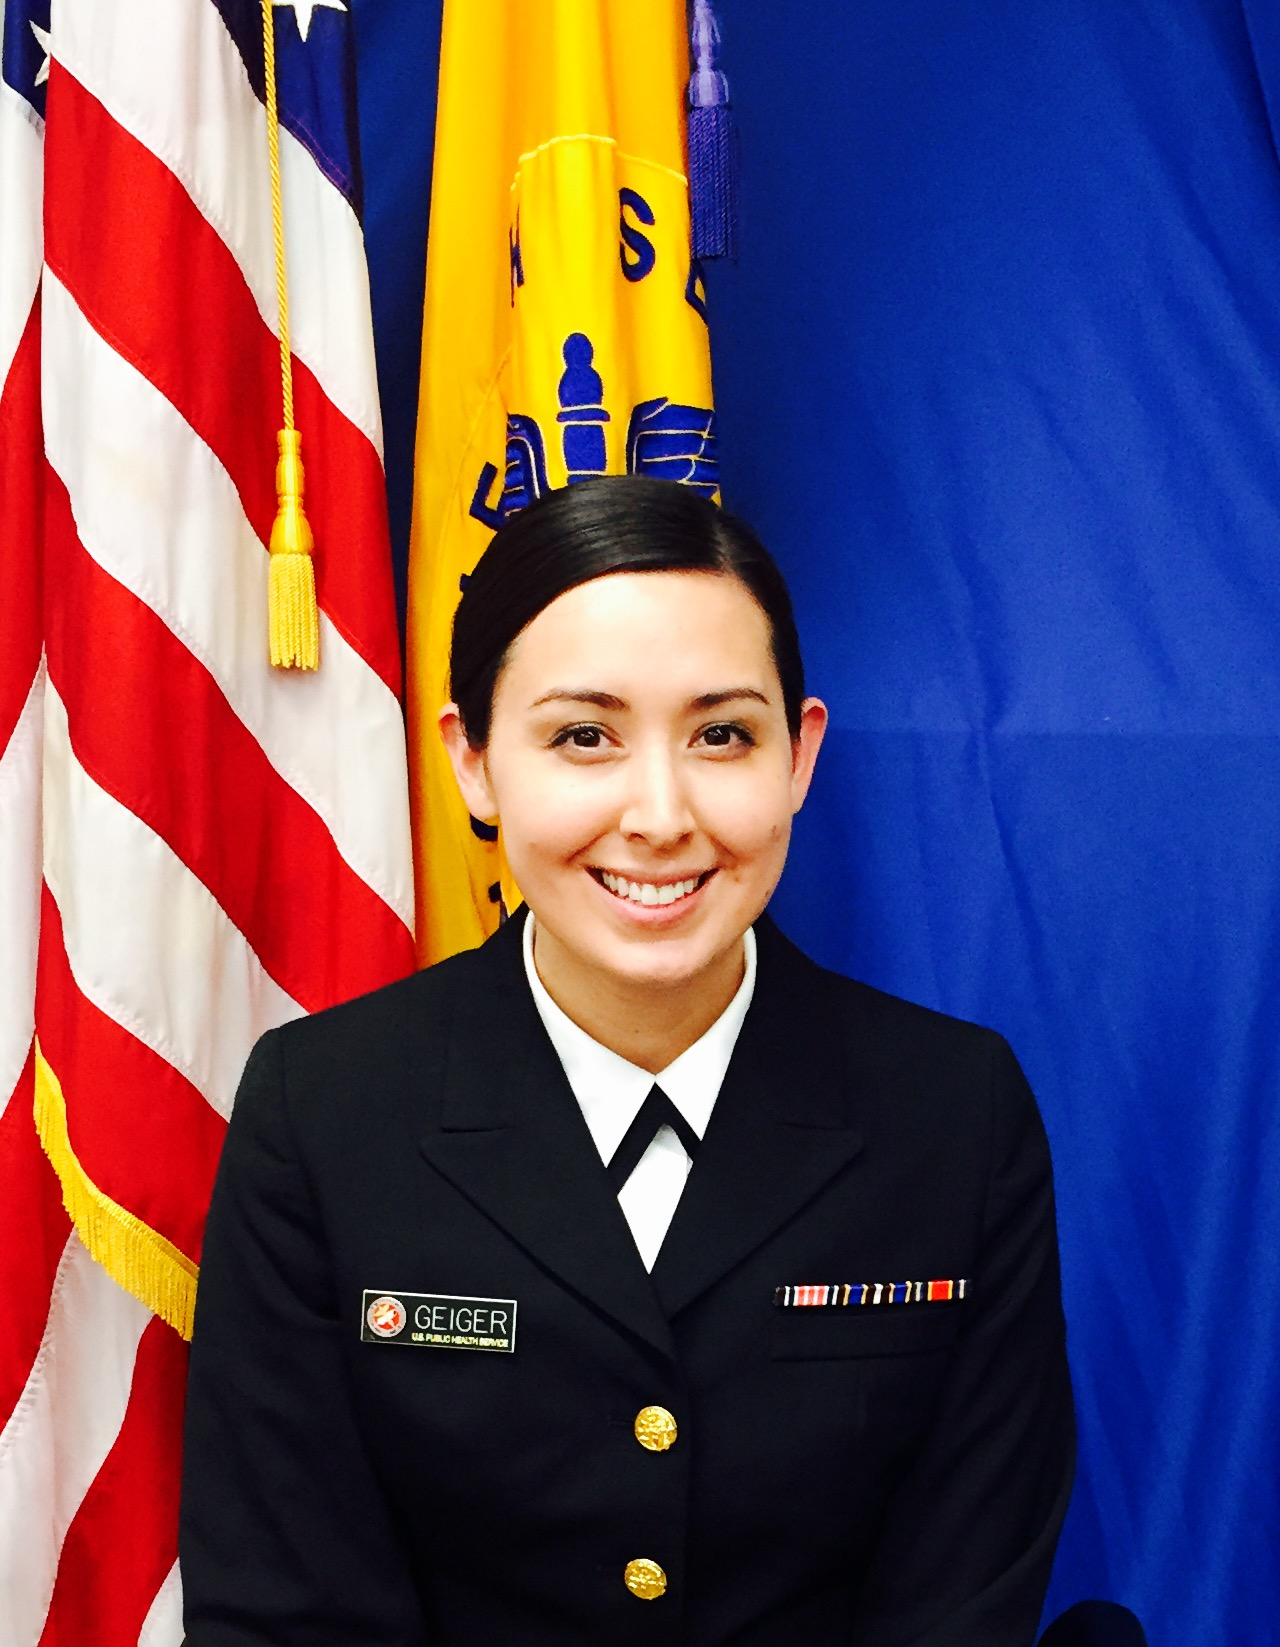 H S
GEIGER
U.S. PUBLIC HEALTH SERVICE